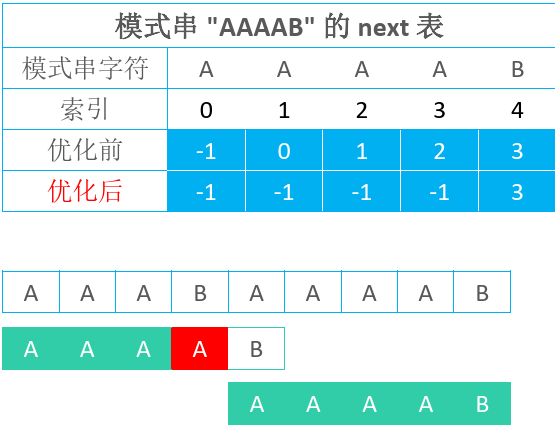 模式串 "AAAAB" 的 next 表
模式串字符 A A A A B
索引 0 1 2 3 4
优化前 -1 0 1 2 3
优化后 -1 -1 -1 -1 3
A A A B A A A A B
A A A A B
A A A A B